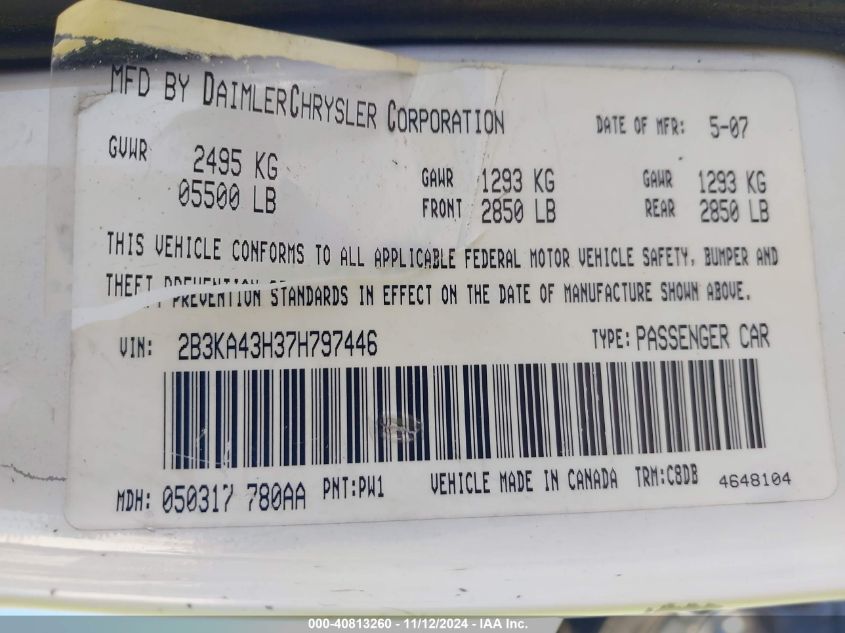 MFD BY DAIMLERCHRYSLER CORPORATION DATE OF MFR: 5-07
GVWR 2495 KG GAWR 1293 KG GAWR 1293 KG
05500 LB FRONT 2850 LB REAR 2850 LB
THIS VEHICLE CONFORMS TO ALL APPLICABLE FEDERAL MOTOR VEHICLE SAFETY, BUMPER AND
THEFT PREVENTION STANDARDS IN EFFECT ON THE DATE OF MANUFACTURE SHOWN ABOVE.
VIN: 2B3KA43H37H797446 TYPE: PASSENGER CAR
MDH: 050317 780AA PNT:PW1 VEHICLE MADE IN CANADA TRM:C8DB 4648104
000-40813260 - 11/12/2024 - IAA Inc.